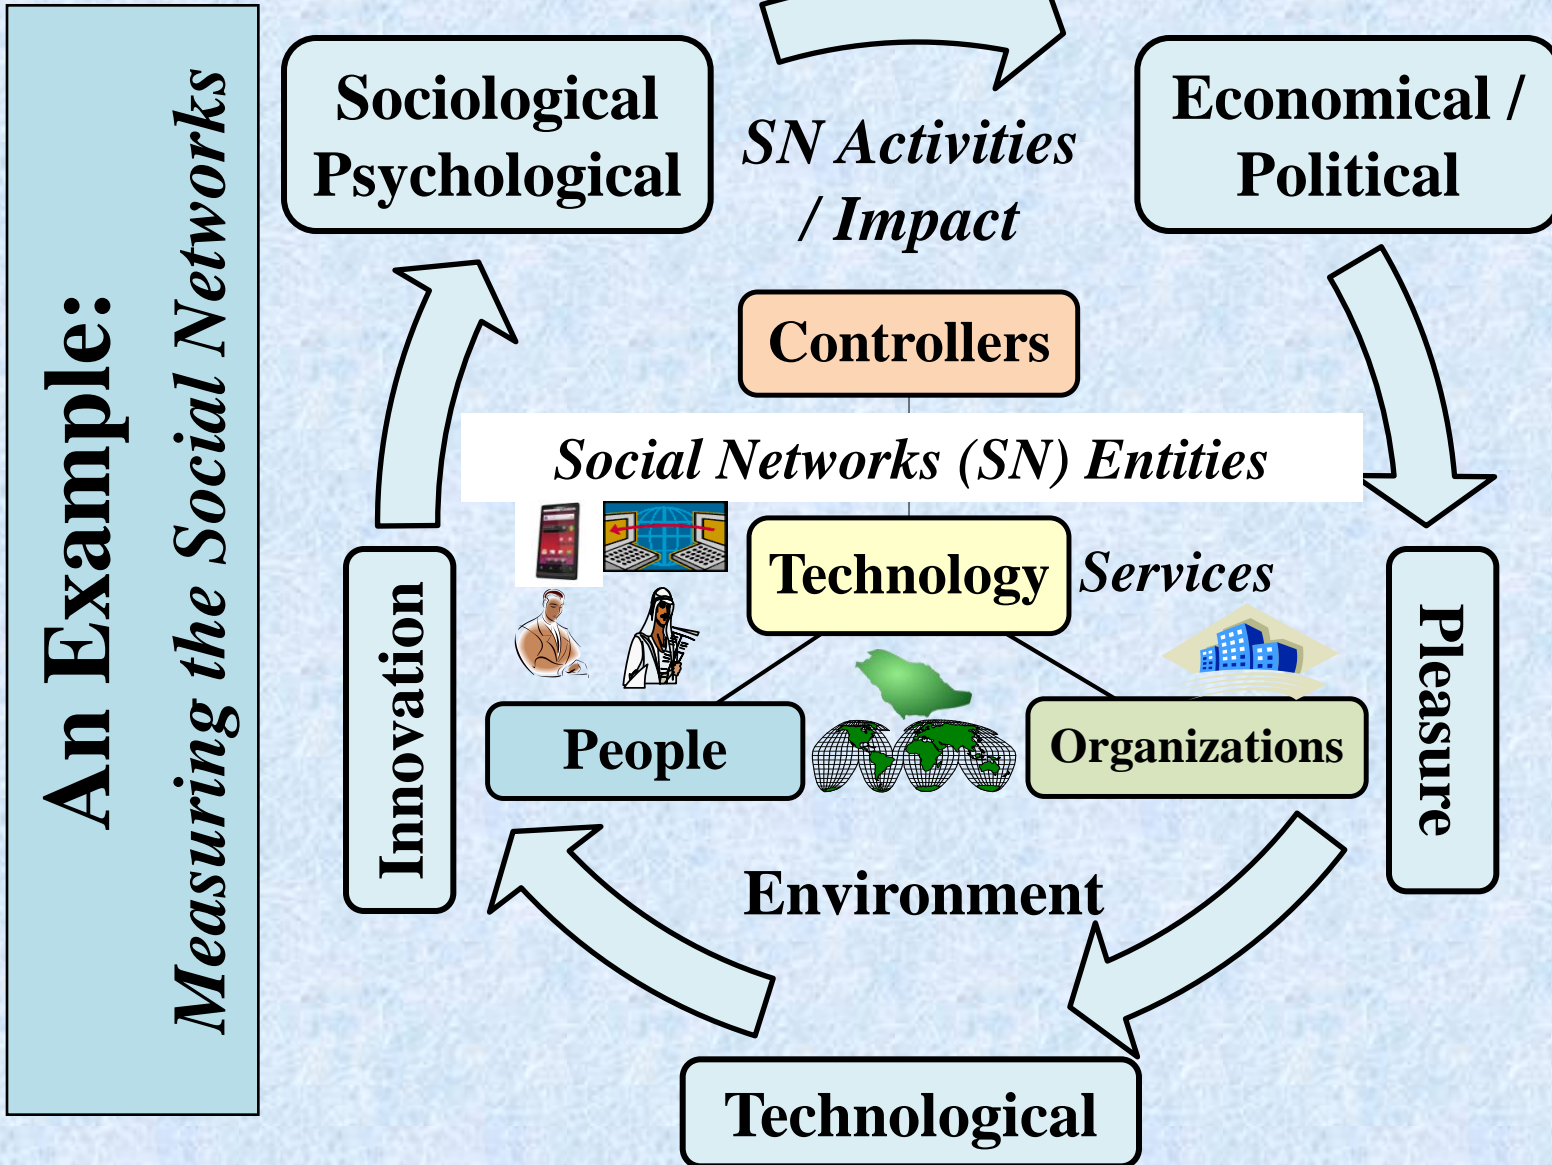 An Example:
Measuring the Social Networks
Sociological
Psychological
SN Activities
/ Impact
Economical /
Political
Controllers
Social Networks (SN) Entities
Technology
Services
Innovation
People
Organizations
Pleasure
Environment
Technological